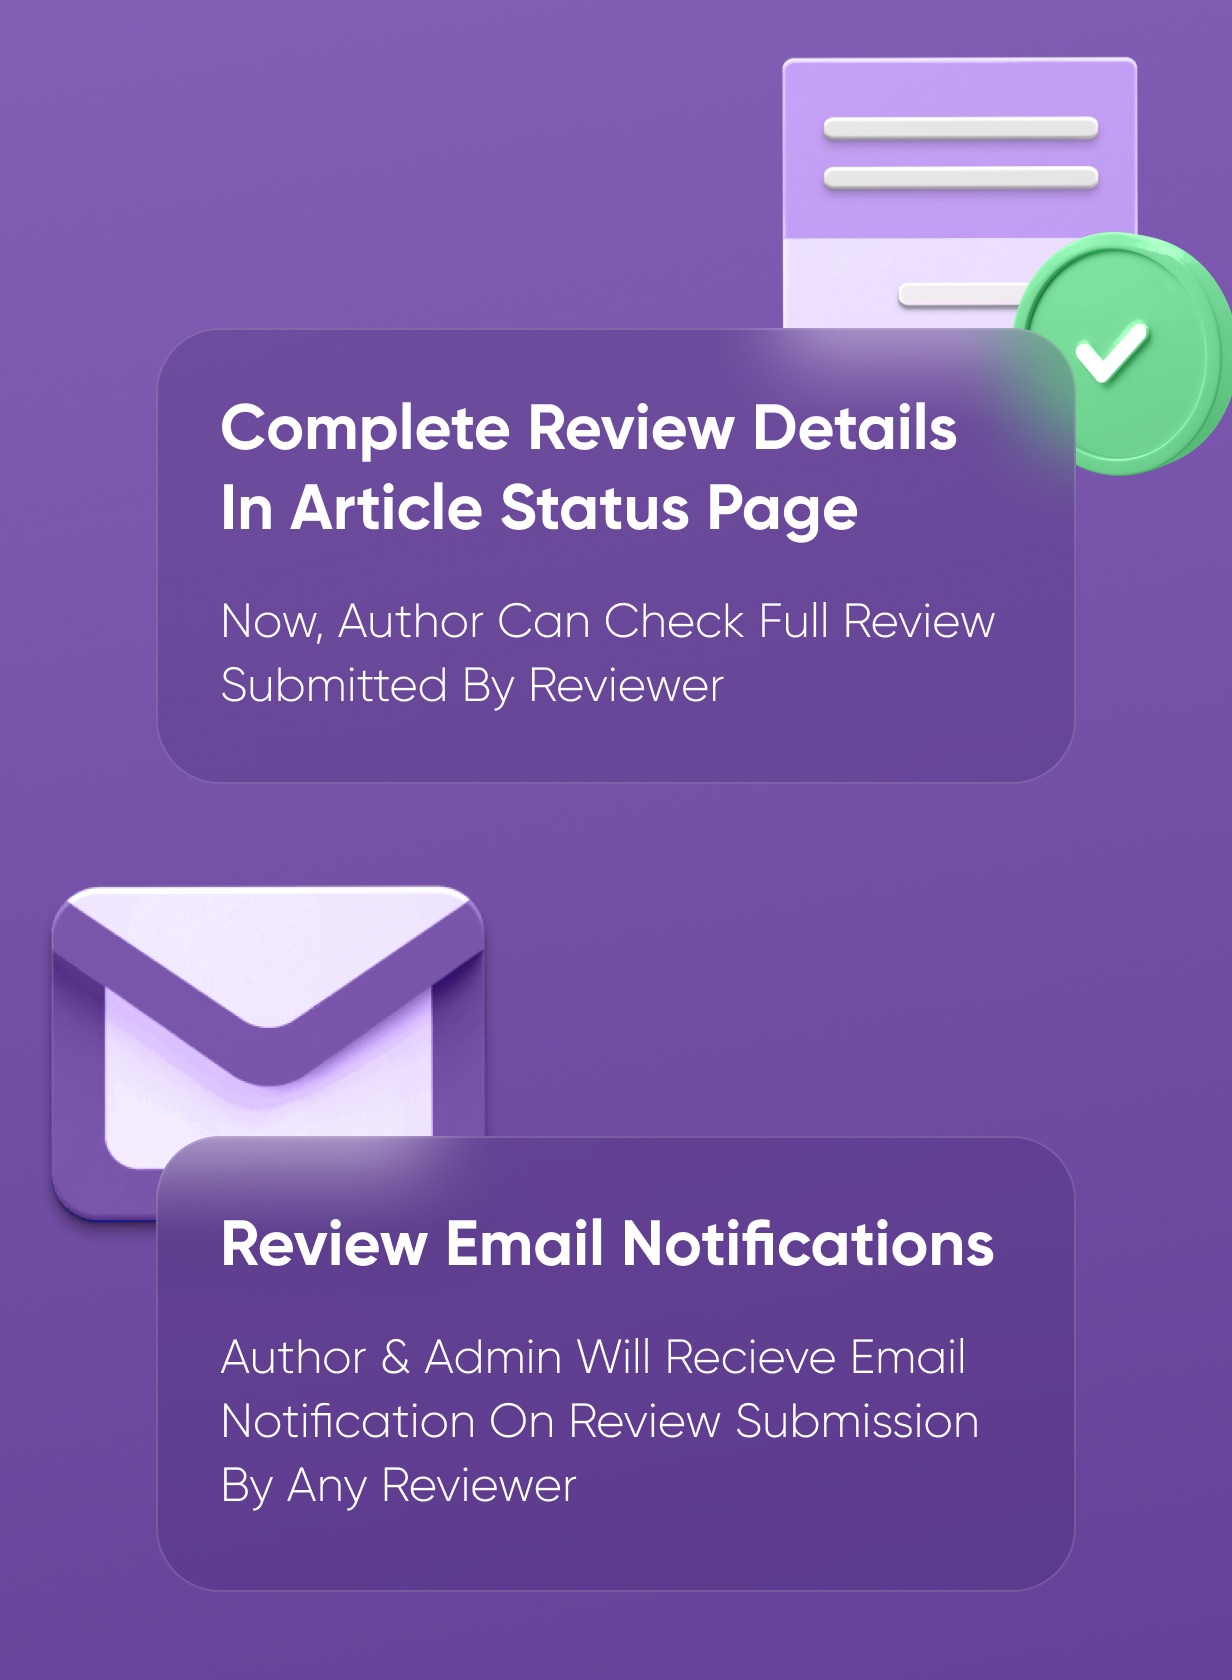 Complete Review Details
In Article Status Page
Now, Author Can Check Full Review
Submitted By Reviewer
Review Email Notifications
Author & Admin Will Recieve Email
Notification On Review Submission
By Any Reviewer